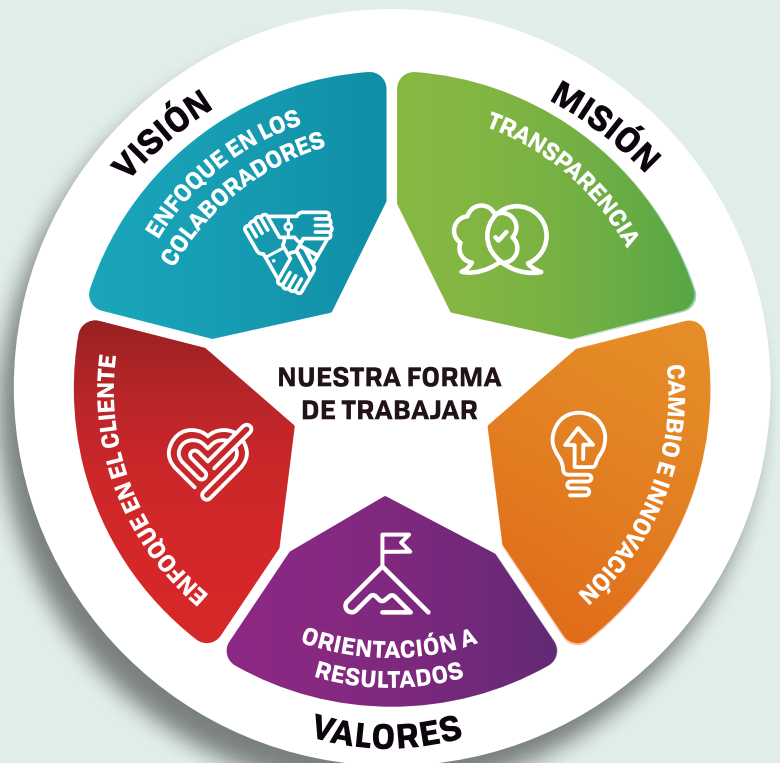 VISIÓN
MISIÓN
ENFOQUE EN LOS
COLABORADORES
TRANSPARENCIA
NUESTRA FORMA
DE TRABAJAR
ENFOQUE EN EL CLIENTE
CAMBIO E INNOVACIÓN
ORIENTACIÓN A
RESULTADOS
VALORES